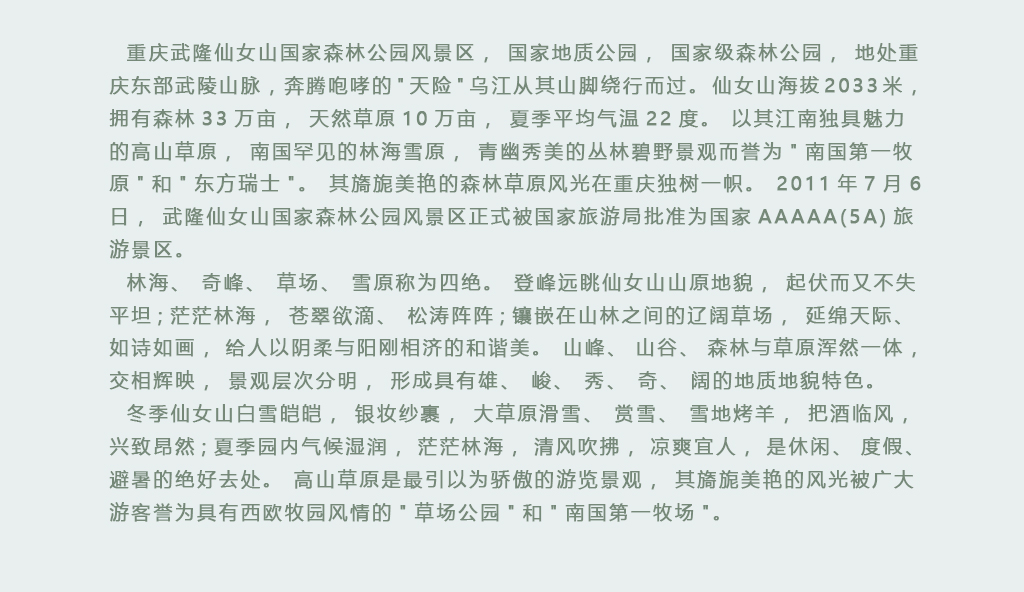 重庆武隆仙女山国家森林公园风景区，国家地质公园，国家级森林公园，地处重
庆东部武陵山脉，奔腾咆哮的"天险"乌江从其山脚绕行而过。仙女山海拔2033米，
拥有森林33万亩，天然草原10万亩，夏季平均气温22度。以其江南独具魅力
的高山草原，南国罕见的林海雪原，青幽秀美的丛林碧野景观而誉为"南国第一牧
原"和"东方瑞士"。其旖旎美艳的森林草原风光在重庆独树一帜。2011年7月6
日，武隆仙女山国家森林公园风景区正式被国家旅游局批准为国家AAAAA(5A)旅
游景区。
林海、奇峰、草场、雪原称为四绝。登峰远眺仙女山山原地貌，起伏而又不失
平坦;茫茫林海，苍翠欲滴、松涛阵阵;镶嵌在山林之间的辽阔草场，延绵天际、
如诗如画，给人以阴柔与阳刚相济的和谐美。山峰、山谷、森林与草原浑然一体，
交相辉映，景观层次分明，形成具有雄、峻、秀、奇、阔的地质地貌特色。
冬季仙女山白雪皑皑，银妆纱裹，大草原滑雪、赏雪、雪地烤羊，把酒临风，
兴致昂然;夏季园内气候湿润，茫茫林海，清风吹拂，凉爽宜人，是休闲、度假、
避暑的绝好去处。高山草原是最引以为骄傲的游览景观，其旖旎美艳的风光被广大
游客誉为具有西欧牧园风情的"草场公园"和"南国第一牧场"。